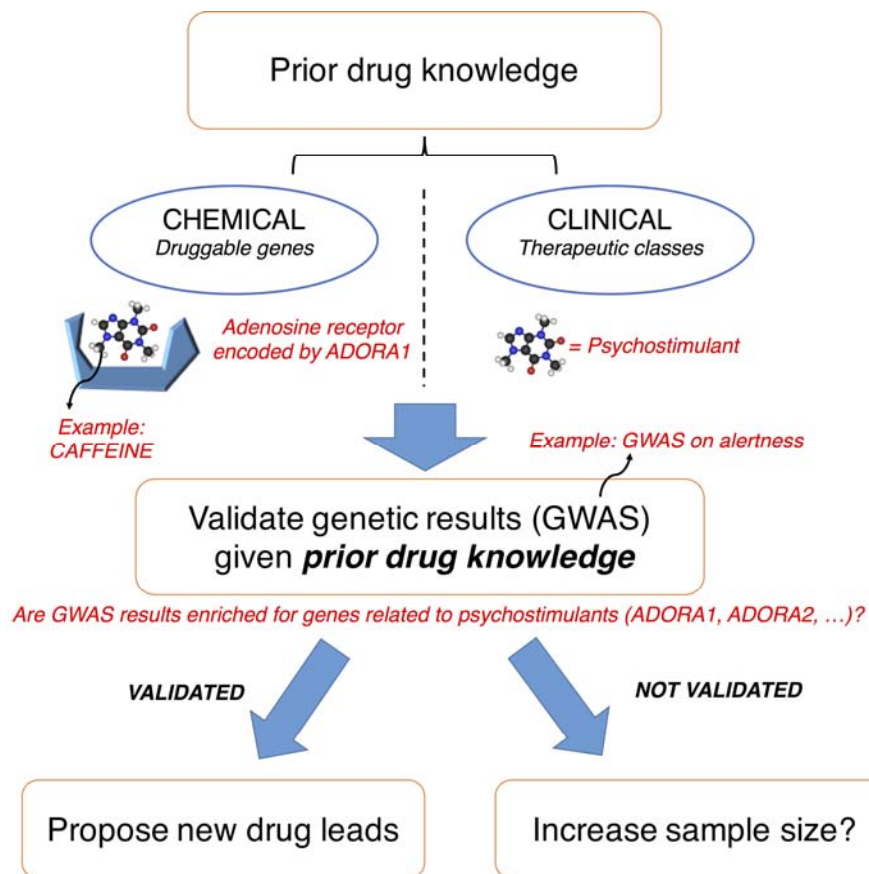 Prior drug knowledge
CHEMICAL
Druggable genes
CLINICAL
Therapeutic classes
Adenosine receptor
encoded by ADORA1
= Psychostimulant
Example:
CAFFEINE
Example: GWAS on alertness
Validate genetic results (GWAS)
given prior drug knowledge
Are GWAS results enriched for genes related to psychostimulants (ADORA1, ADORA2, ...)?
VALIDATED
NOT VALIDATED
Propose new drug leads
Increase sample size?